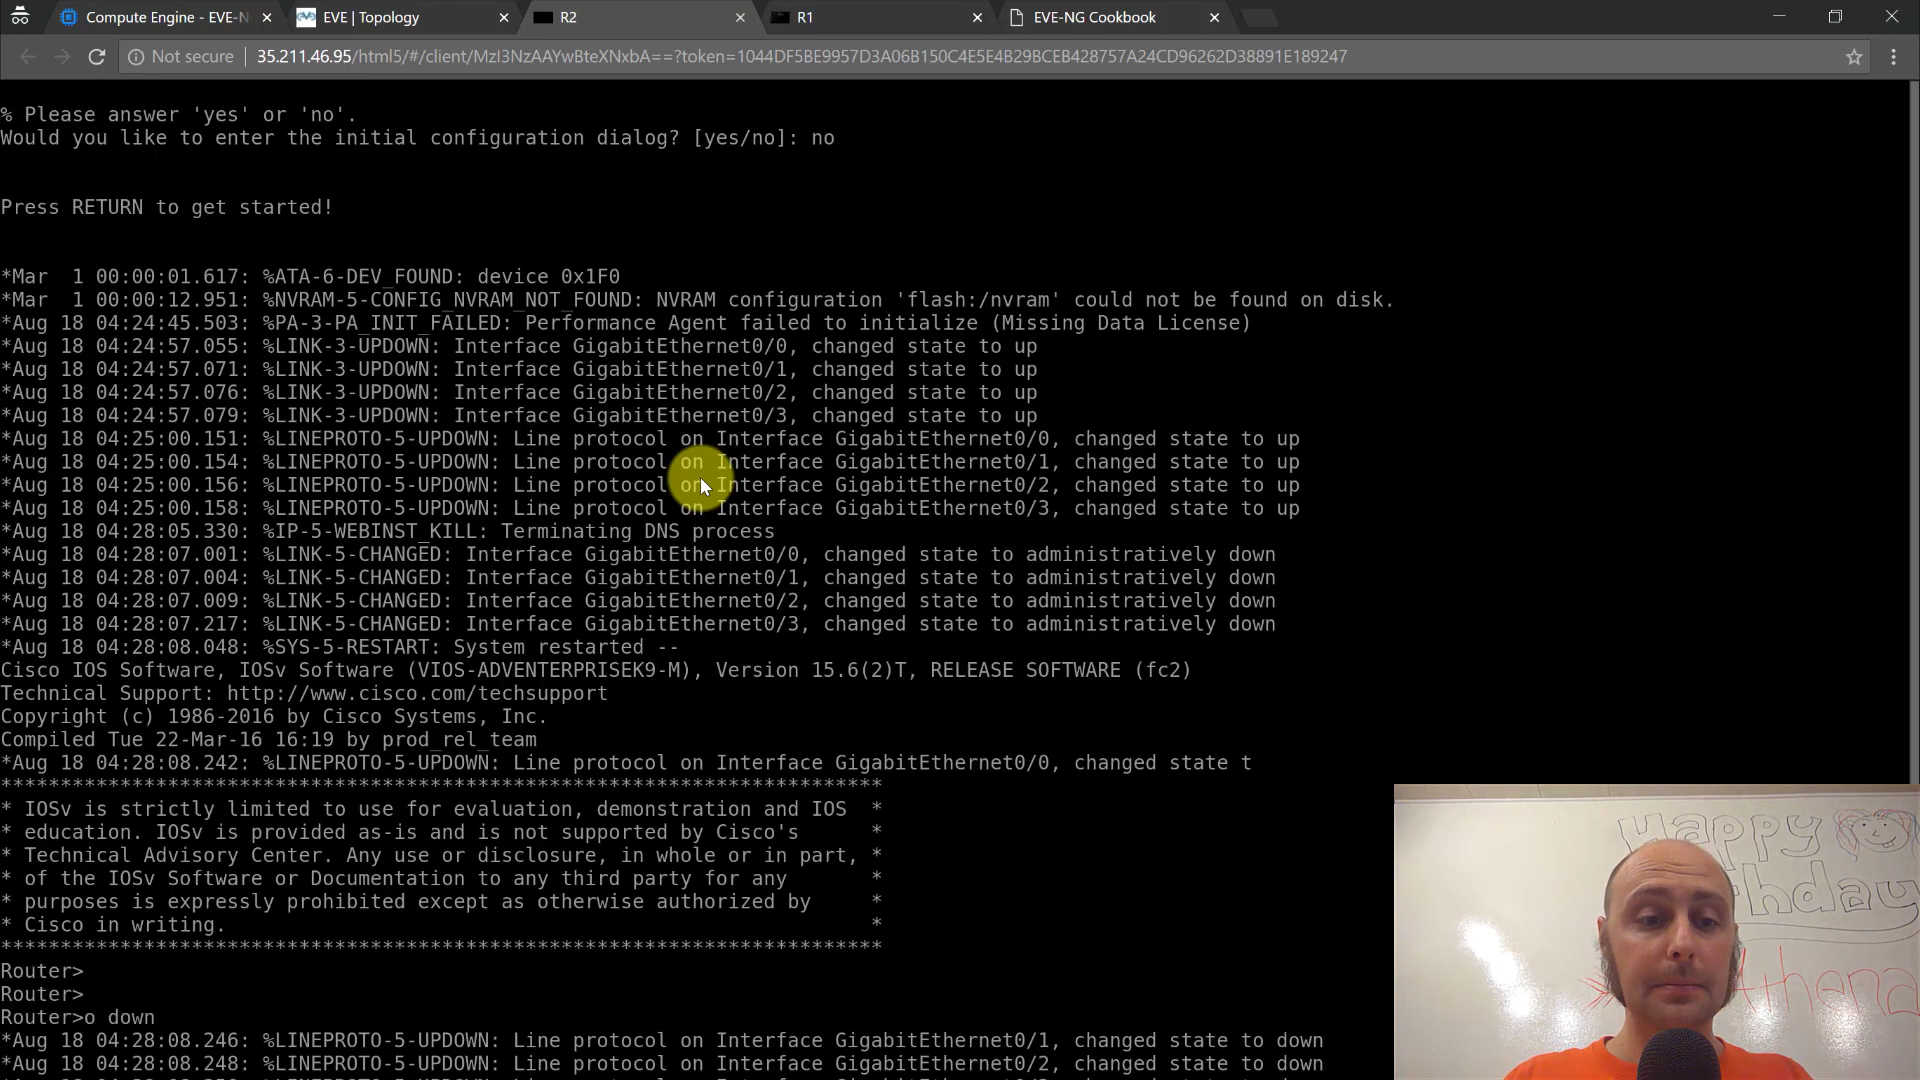 Compute Engine - EVE-N
EVE | Topology
R2
R1
EVE-NG Cookbook
Not secure
35.211.46.95/html5/#/client/MzI3NzAAYwBteXNxbA==?token=1044DF5BE9957D3A06B150C4E5E4B29BCEB428757A24CD96262D38891E189247
% Please answer 'yes' or 'no'.
Would you like to enter the initial configuration dialog? [yes/no]: no
Press RETURN to get started!
*Mar  1 00:00:01.617: %ATA-6-DEV_FOUND: device 0x1F0
*Mar  1 00:00:12.951: %NVRAM-5-CONFIG_NVRAM_NOT_FOUND: NVRAM configuration 'flash:/nvram' could not be found on disk.
*Aug 18 04:24:45.503: %PA-3-PA_INIT_FAILED: Performance Agent failed to initialize (Missing Data License)
*Aug 18 04:24:57.055: %LINK-3-UPDOWN: Interface GigabitEthernet0/0, changed state to up
*Aug 18 04:24:57.071: %LINK-3-UPDOWN: Interface GigabitEthernet0/1, changed state to up
*Aug 18 04:24:57.076: %LINK-3-UPDOWN: Interface GigabitEthernet0/2, changed state to up
*Aug 18 04:24:57.079: %LINK-3-UPDOWN: Interface GigabitEthernet0/3, changed state to up
*Aug 18 04:25:00.151: %LINEPROTO-5-UPDOWN: Line protocol on Interface GigabitEthernet0/0, changed state to up
*Aug 18 04:25:00.154: %LINEPROTO-5-UPDOWN: Line protocol on Interface GigabitEthernet0/1, changed state to up
*Aug 18 04:25:00.156: %LINEPROTO-5-UPDOWN: Line protocol on Interface GigabitEthernet0/2, changed state to up
*Aug 18 04:25:00.158: %LINEPROTO-5-UPDOWN: Line protocol on Interface GigabitEthernet0/3, changed state to up
*Aug 18 04:28:05.330: %IP-5-WEBINST_KILL: Terminating DNS process
*Aug 18 04:28:07.001: %LINK-5-CHANGED: Interface GigabitEthernet0/0, changed state to administratively down
*Aug 18 04:28:07.004: %LINK-5-CHANGED: Interface GigabitEthernet0/1, changed state to administratively down
*Aug 18 04:28:07.009: %LINK-5-CHANGED: Interface GigabitEthernet0/2, changed state to administratively down
*Aug 18 04:28:07.217: %LINK-5-CHANGED: Interface GigabitEthernet0/3, changed state to administratively down
*Aug 18 04:28:08.048: %SYS-5-RESTART: System restarted --
Cisco IOS Software, IOSv Software (VIOS-ADVENTERPRISEK9-M), Version 15.6(2)T, RELEASE SOFTWARE (fc2)
Technical Support: http://www.cisco.com/techsupport
Copyright (c) 1986-2016 by Cisco Systems, Inc.
Compiled Tue 22-Mar-16 16:19 by prod_rel_team
*Aug 18 04:28:08.242: %LINEPROTO-5-UPDOWN: Line protocol on Interface GigabitEthernet0/0, changed state t
**************************************************************************
* IOSv is strictly limited to use for evaluation, demonstration and IOS  *
* education. IOSv is provided as-is and is not supported by Cisco's      *
* Technical Advisory Center. Any use or disclosure, in whole or in part, *
* of the IOSv Software or Documentation to any third party for any       *
* purposes is expressly prohibited except as otherwise authorized by     *
* Cisco in writing.                                                      *
**************************************************************************
Router>
Router>
Router>o down
*Aug 18 04:28:08.246: %LINEPROTO-5-UPDOWN: Line protocol on Interface GigabitEthernet0/1, changed state to down
*Aug 18 04:28:08.248: %LINEPROTO-5-UPDOWN: Line protocol on Interface GigabitEthernet0/2, changed state to down
Happy
thday
Athena